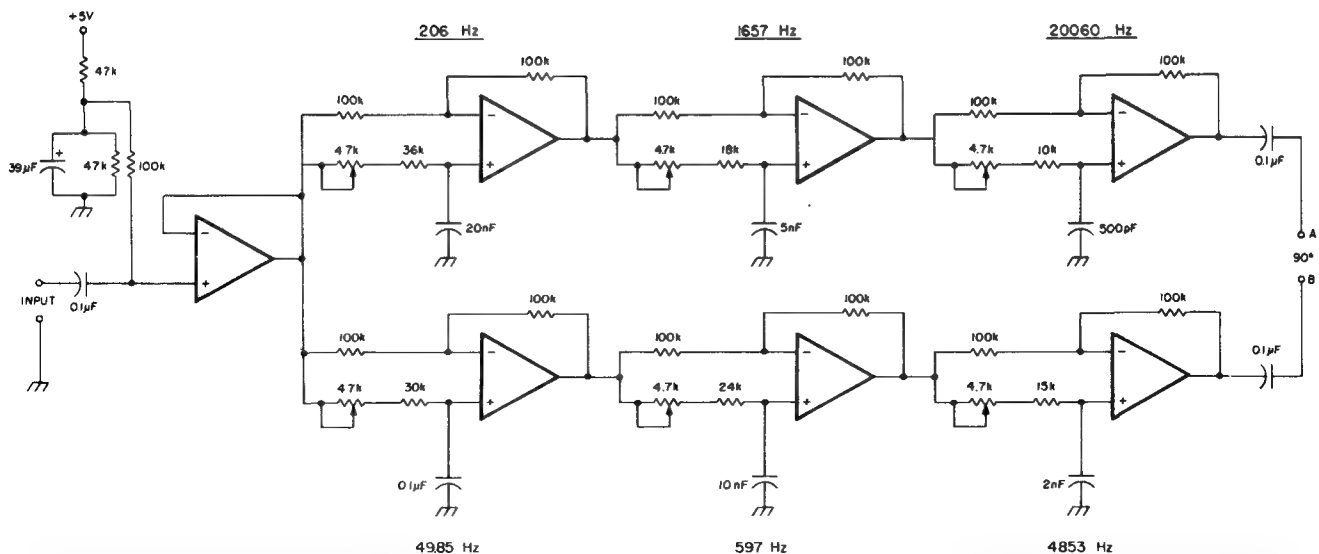 +5V
206 Hz
1657 Hz
20060 Hz
47k
100k
100k
100k
100k
100k
100k
39µF
+
47k
100k
4.7k
36k
4.7k
18k
4.7k
10k
0.1µF
20nF
5nF
500pF
A
90°
B
INPUT
0.1µF
100k
100k
100k
100k
100k
100k
0.1µF
4.7k
30k
4.7k
24k
4.7k
15k
0.1µF
10nF
2nF
49.85 Hz
597 Hz
4853 Hz